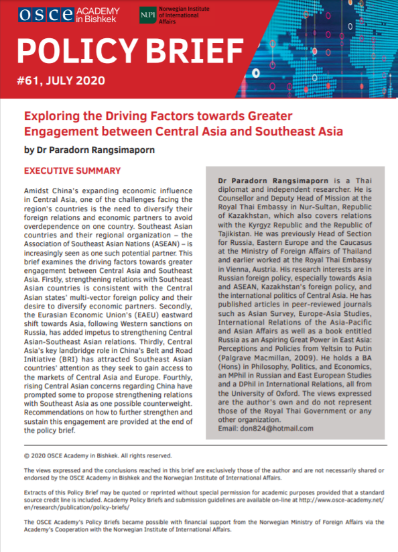 OSCE ACADEMY
in Bishkek
NUPI
Norwegian Institute
of International
Affairs
POLICY BRIEF
#61, JULY 2020
Exploring the Driving Factors towards Greater
Engagement between Central Asia and Southeast Asia
by Dr Paradorn Rangsimaporn
EXECUTIVE SUMMARY
Amidst China's expanding economic influence
in Central Asia, one of the challenges facing the
region's countries is the need to diversify their
foreign relations and economic partners to avoid
overdependence on one country. Southeast Asian
countries and their regional organization – the
Association of Southeast Asian Nations (ASEAN) – is
increasingly seen as one such potential partner. This
brief examines the driving factors towards greater
engagement between Central Asia and Southeast
Asia. Firstly, strengthening relations with Southeast
Asian countries is consistent with the Central
Asian states' multi-vector foreign policy and their
desire to diversify economic partners. Secondly, the
Eurasian Economic Union's (EAEU) eastward
shift towards Asia, following Western sanctions on
Russia, has added impetus to strengthening Central
Asian-Southeast Asian relations. Thirdly, Central
Asia's key landbridge role in China's Belt and Road
Initiative (BRI) has attracted Southeast Asian
countries' attention as they seek to gain access to
the markets of Central Asia and Europe. Fourthly,
rising Central Asian concerns regarding China have
prompted some to propose strengthening relations
with Southeast Asia as one possible counterweight.
Recommendations on how to further strengthen and
sustain this engagement are provided at the end of
the policy brief.
Dr Paradorn Rangsimaporn is a Thai
diplomat and independent researcher. He is
Counsellor and Deputy Head of Mission at the
Royal Thai Embassy in Nur-Sultan, Republic
of Kazakhstan, which also covers relations
with the Kyrgyz Republic and the Republic of
Tajikistan. He was previously Head of Section
for Russia, Eastern Europe and the Caucasus
at the Ministry of Foreign Affairs of Thailand
and earlier worked at the Royal Thai Embassy
in Vienna, Austria. His research interests are in
Russian foreign policy, especially towards Asia
and ASEAN, Kazakhstan's foreign policy, and
the international politics of Central Asia. He has
published articles in peer-reviewed journals
such as Asian Survey, Europe-Asia Studies,
International Relations of the Asia-Pacific
and Asian Affairs as well as a book entitled
Russia as an Aspiring Great Power in East Asia:
Perceptions and Policies from Yeltsin to Putin
(Palgrave Macmillan, 2009). He holds a BA
(Hons) in Philosophy, Politics, and Economics,
an MPhil in Russian and East European Studies
and a DPhil in International Relations, all from
the University of Oxford. The views expressed
are the author's own and do not represent
those of the Royal Thai Government or any
other organization.
Email: don824@hotmail.com
© 2020 OSCE Academy in Bishkek. All rights reserved.
The views expressed and the conclusions reached in this brief are exclusively those of the author and are not necessarily shared or
endorsed by the OSCE Academy in Bishkek and the Norwegian Institute of International Affairs.
Extracts of this Policy Brief may be quoted or reprinted without special permission for academic purposes provided that a standard
source credit line is included. Academy Policy Briefs and submission guidelines are available on-line at http://www.osce-academy.net/
en/research/publication/policy-briefs/
The OSCE Academy's Policy Briefs became possible with financial support from the Norwegian Ministry of Foreign Affairs via the
Academy's Cooperation with the Norwegian Institute of International Affairs.